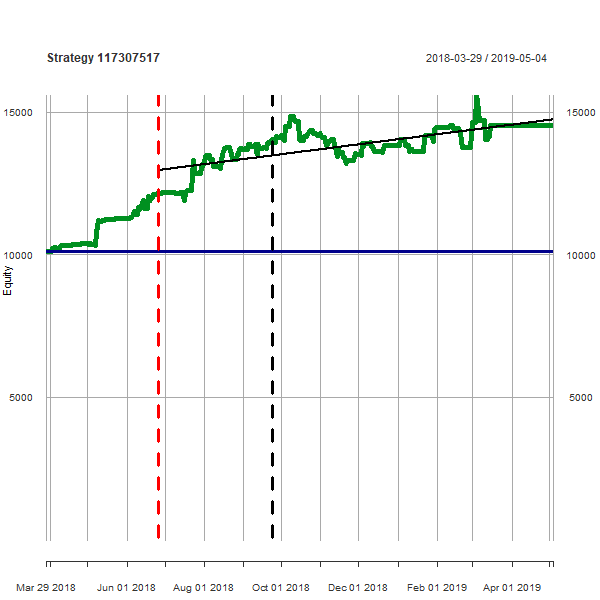 Strategy 117307517
2018-03-29 / 2019-05-04
15000
15000
10000
10000
Equity
5000
5000
Mar 29 2018
Jun 01 2018
Aug 01 2018
Oct 01 2018
Dec 01 2018
Feb 01 2019
Apr 01 2019